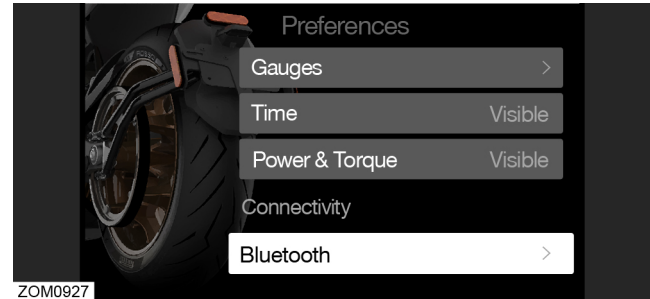 Preferences
Gauges >
Time Visible
Power & Torque Visible
Connectivity
Bluetooth >
ZOM0927